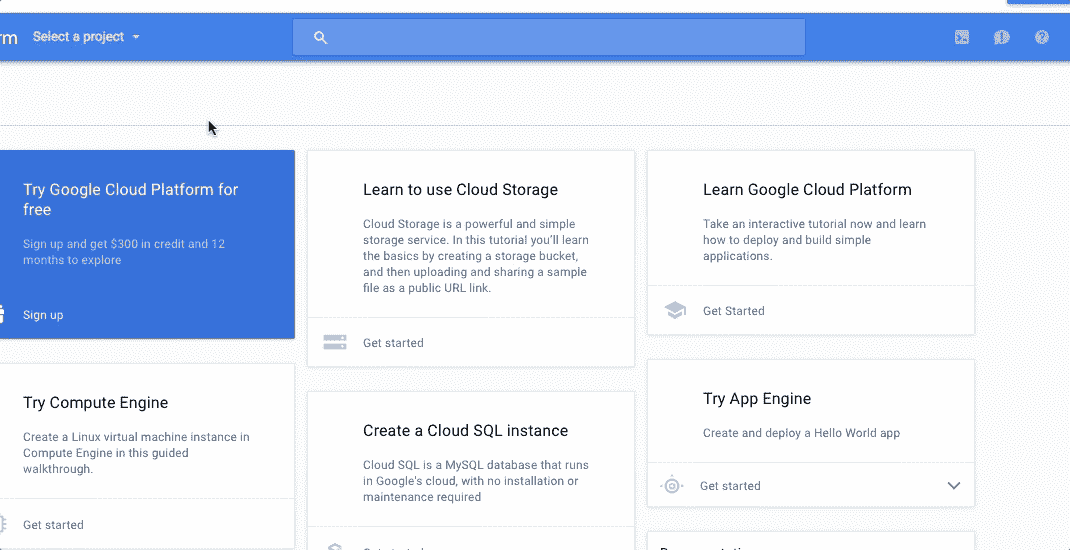 rm Select a project
Try Google Cloud Platform for
free
Sign up and get $300 in credit and 12
months to explore
Sign up
Learn to use Cloud Storage
Cloud Storage is a powerful and simple
storage service. In this tutorial you'll learn
the basics by creating a storage bucket,
and then uploading and sharing a sample
file as a public URL link.
Get started
Learn Google Cloud Platform
Take an interactive tutorial now and learn
how to deploy and build simple
applications.
Get Started
Try Compute Engine
Create a Linux virtual machine instance in
Compute Engine in this guided
walkthrough.
Get started
Create a Cloud SQL instance
Cloud SQL is a MySQL database that runs
in Google's cloud, with no installation or
maintenance required
Try App Engine
Create and deploy a Hello World app
Get started